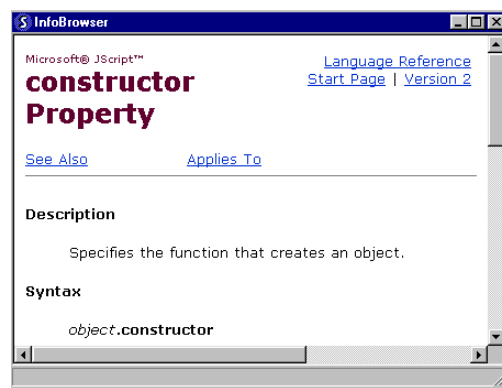 InfoBrowser
Microsoft® JScript™
constructor
Property
Language Reference
Start Page | Version 2
See Also Applies To
Description
Specifies the function that creates an object.
Syntax
object.constructor